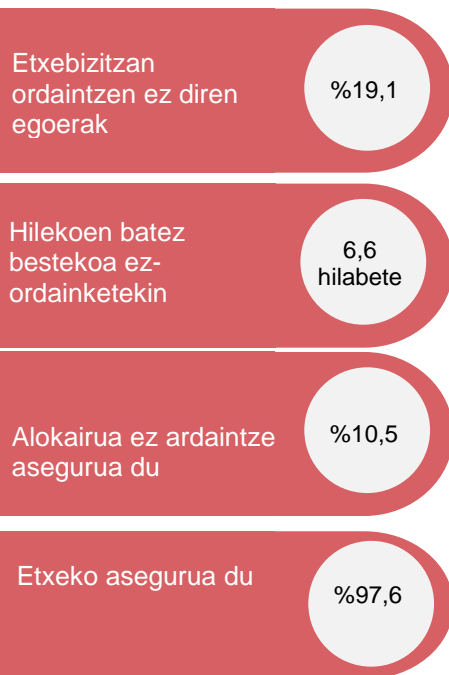 Etxebizitzan
ordaintzen ez diren
egoerak
%19,1
Hilekoen batez
bestekoa ez-
ordainketekin
6,6
hilabete
Alokairua ez ardaintze
asegurua du
%10,5
Etxeko asegurua du
%97,6